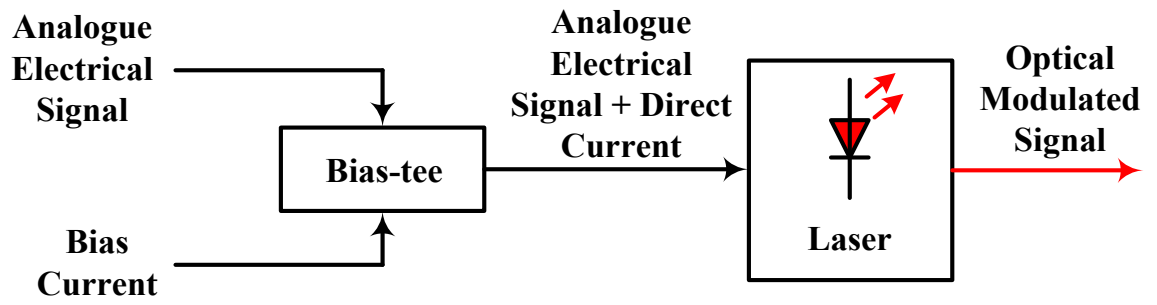 Analogue
Electrical
Signal
Bias
Current
Bias-tee
Analogue
Electrical
Signal + Direct
Current
Laser
Optical
Modulated
Signal